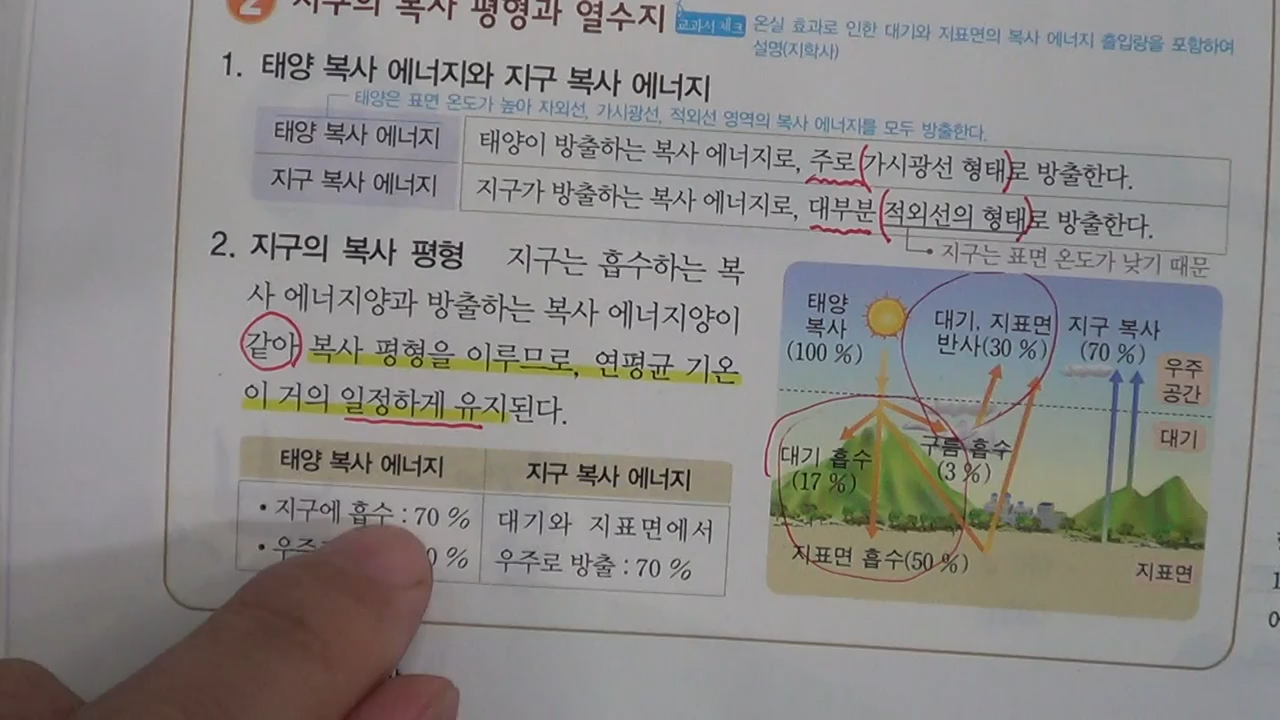 2 지구의 복사 평형과 열수지
교과서 체크 온실 효과로 인한 대기와 지표면의 복사 에너지 출입량을 포함하여
설명(지학사)
1. 태양 복사 에너지와 지구 복사 에너지
태양은 표면 온도가 높아 자외선, 가시광선, 적외선 영역의 복사 에너지를 모두 방출한다.
태양 복사 에너지 태양이 방출하는 복사 에너지로, 주로 가시광선 형태로 방출한다.
지구 복사 에너지 지구가 방출하는 복사 에너지로, 대부분 적외선의 형태로 방출한다.
지구는 표면 온도가 낮기 때문
2. 지구의 복사 평형 지구는 흡수하는 복
사 에너지양과 방출하는 복사 에너지양이
같아 복사 평형을 이루므로, 연평균 기온
이 거의 일정하게 유지된다.
태양 복사 에너지 지구 복사 에너지
• 지구에 흡수 : 70 % 대기와 지표면에서
• 0 % 우주로 방출 : 70 %
태양
복사
(100 %)
대기, 지표면
반사(30 %)
지구 복사
(70 %)
우주
공간
대기
대기 흡수
(17 %)
구름 흡수
(3 %)
지표면 흡수(50 %)
지표면